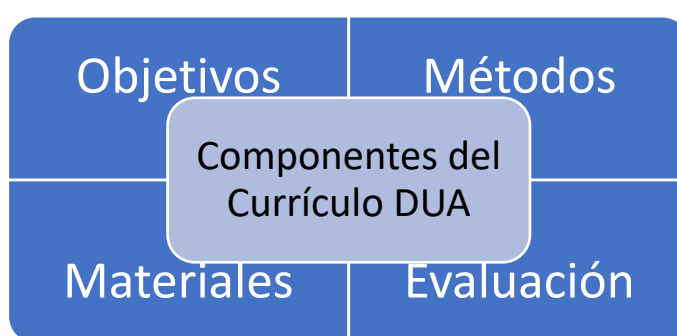 Objetivos
Métodos
Componentes del
Currículo DUA
Materiales
Evaluación